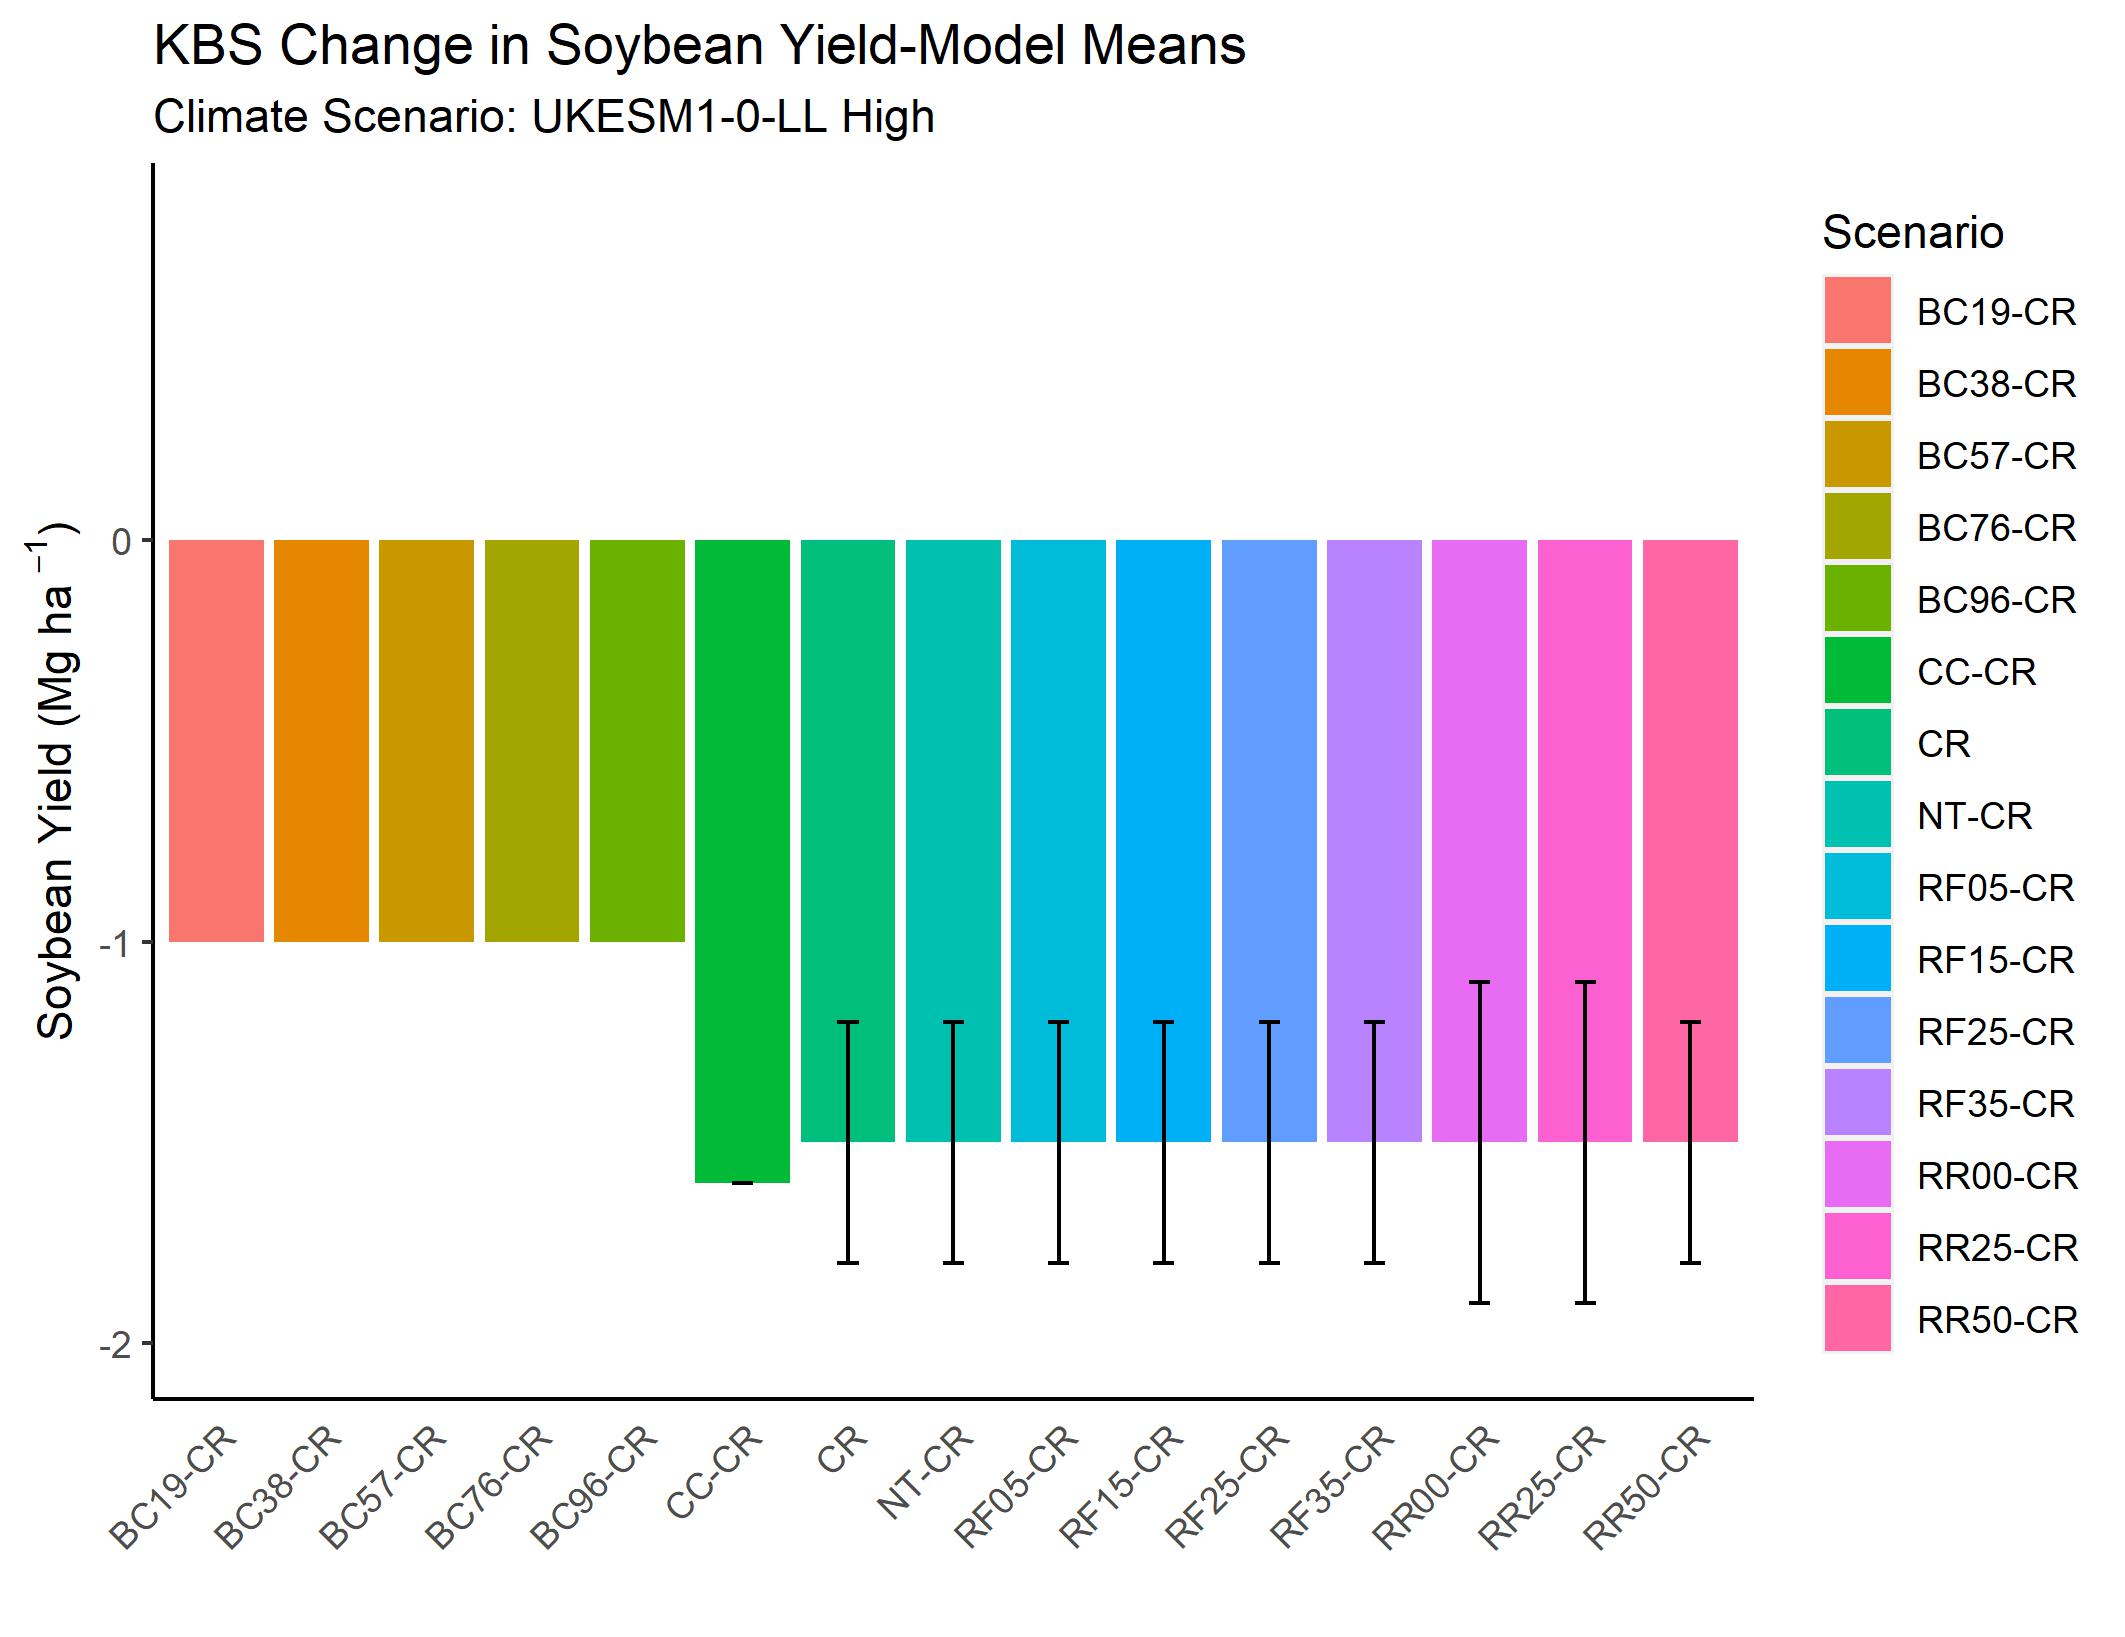 KBS Change in Soybean Yield-Model Means
Climate Scenario: UKESM1-0-LL High
Soybean Yield (Mg ha ⁻¹)
0
-1
-2
BC19-CR
BC38-CR
BC57-CR
BC76-CR
BC96-CR
CC-CR
CR
NT-CR
RF05-CR
RF15-CR
RF25-CR
RF35-CR
RR00-CR
RR25-CR
RR50-CR
Scenario
BC19-CR
BC38-CR
BC57-CR
BC76-CR
BC96-CR
CC-CR
CR
NT-CR
RF05-CR
RF15-CR
RF25-CR
RF35-CR
RR00-CR
RR25-CR
RR50-CR